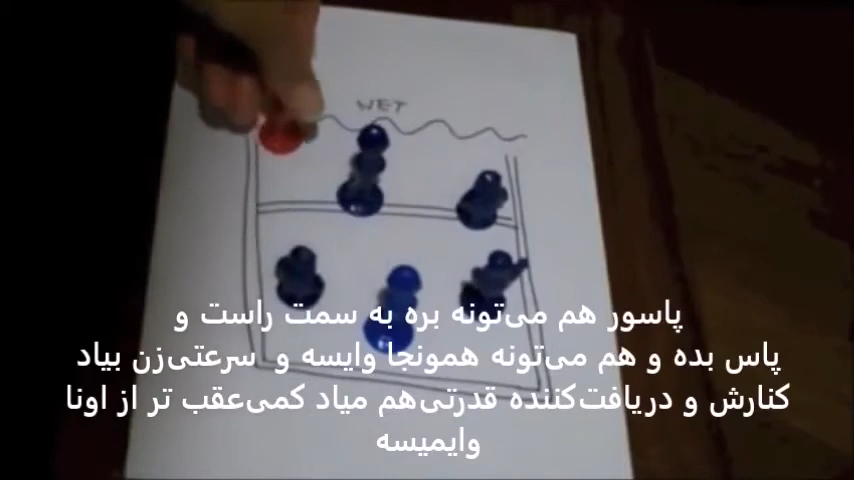 NET
پاسور هم می‌تونه بره به سمت راست و
پاس بده و هم می‌تونه همونجا وایسه و سرعتی‌زن بیاد
کنارش و دریافت‌کننده قدرتی‌هم میاد کمی‌عقب تر از اونا
وایمیسه